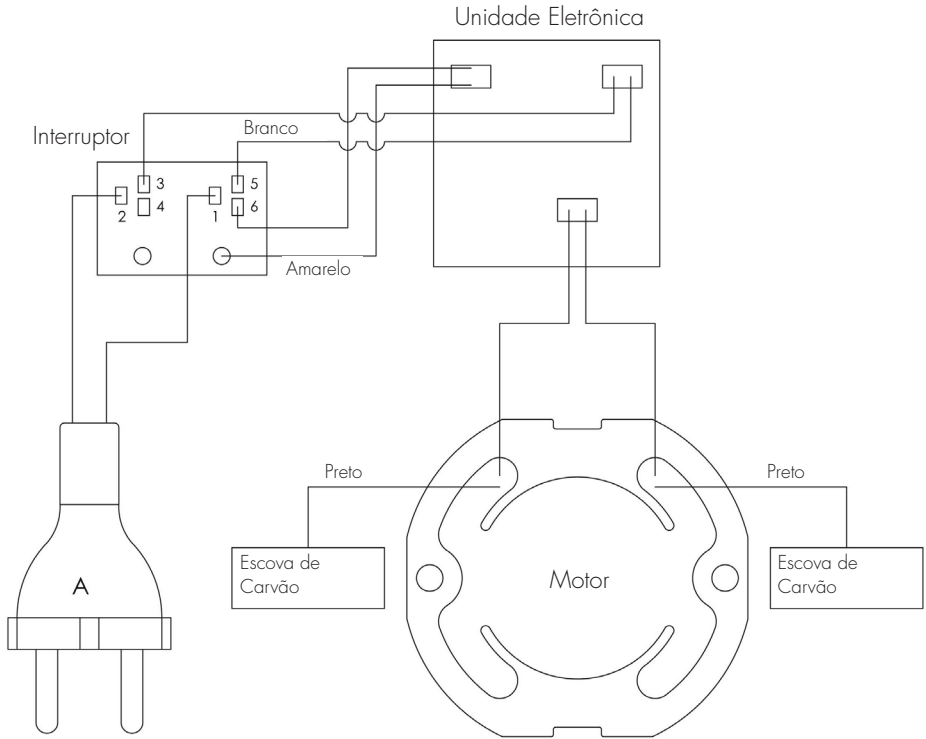 Unidade Eletrônica
Interruptor
Branco
3
5
2
4
1
6
Amarelo
Preto
Preto
Escova de
Carvão
Motor
Escova de
Carvão
A